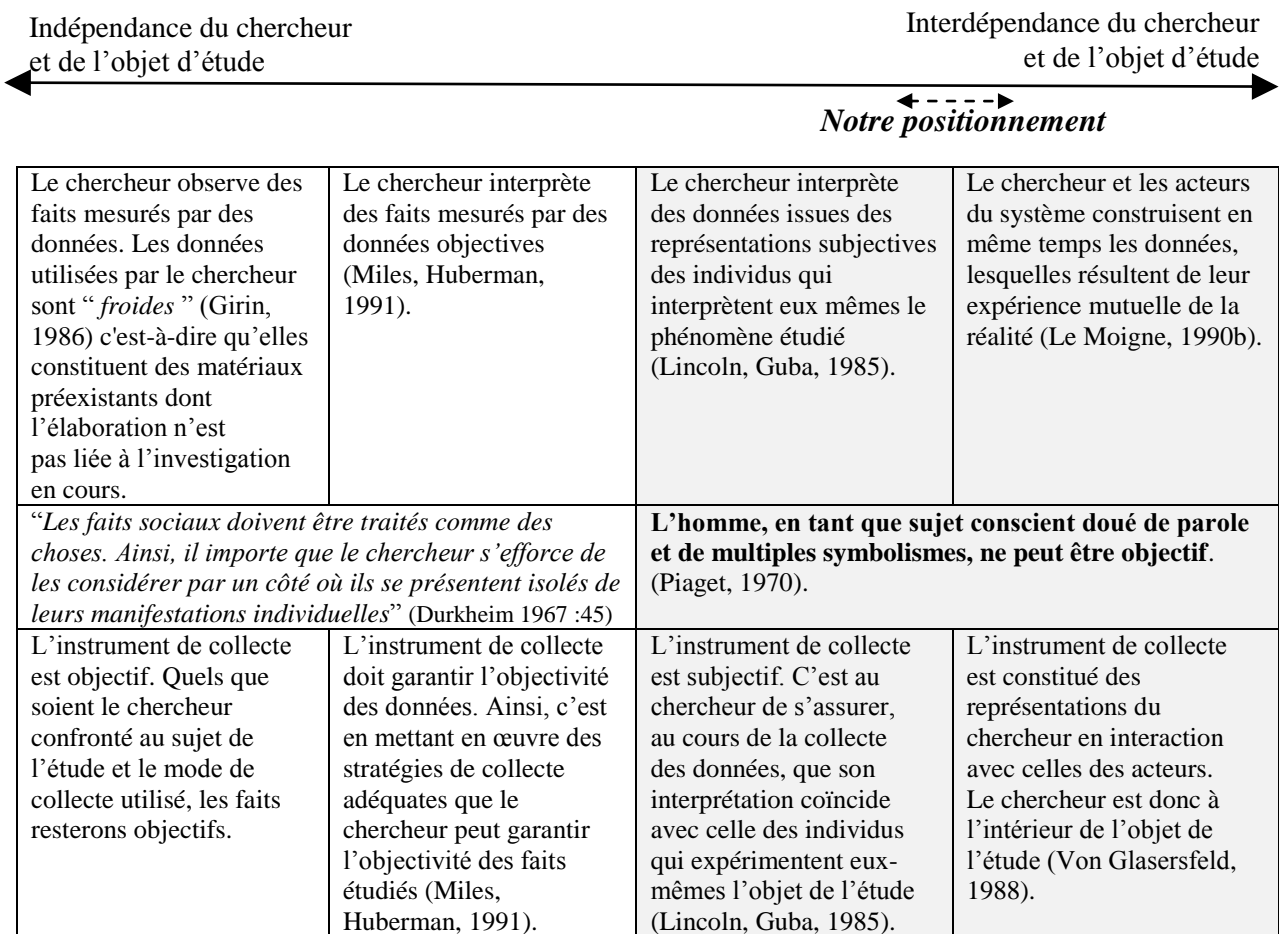 Indépendance du chercheur
et de l’objet d’étude
Interdépendance du chercheur
et de l’objet d’étude
Notre positionnement
Le chercheur observe des
faits mesurés par des
données. Les données
utilisées par le chercheur
sont “ froides ” (Girin,
1986) c'est-à-dire qu’elles
constituent des matériaux
préexistants dont
l’élaboration n’est
pas liée à l’investigation
en cours.
Le chercheur interprète
des faits mesurés par des
données objectives
(Miles, Huberman,
1991).
Le chercheur interprète
des données issues des
représentations subjectives
des individus qui
interprètent eux mêmes le
phénomène étudié
(Lincoln, Guba, 1985).
Le chercheur et les acteurs
du système construisent en
même temps les données,
lesquelles résultent de leur
expérience mutuelle de la
réalité (Le Moigne, 1990b).
“Les faits sociaux doivent être traités comme des
choses. Ainsi, il importe que le chercheur s’efforce de
les considérer par un côté où ils se présentent isolés de
leurs manifestations individuelles” (Durkheim 1967 :45)
L’homme, en tant que sujet conscient doué de parole
et de multiples symbolismes, ne peut être objectif.
(Piaget, 1970).
L’instrument de collecte
est objectif. Quels que
soient le chercheur
confronté au sujet de
l’étude et le mode de
collecte utilisé, les faits
resterons objectifs.
L’instrument de collecte
doit garantir l’objectivité
des données. Ainsi, c’est
en mettant en œuvre des
stratégies de collecte
adéquates que le
chercheur peut garantir
l’objectivité des faits
étudiés (Miles,
Huberman, 1991).
L’instrument de collecte
est subjectif. C’est au
chercheur de s’assurer,
au cours de la collecte
des données, que son
interprétation coïncide
avec celle des individus
qui expérimentent eux-
mêmes l’objet de l’étude
(Lincoln, Guba, 1985).
L’instrument de collecte
est constitué des
représentations du
chercheur en interaction
avec celles des acteurs.
Le chercheur est donc à
l’intérieur de l’objet de
l’étude (Von Glasersfeld,
1988).